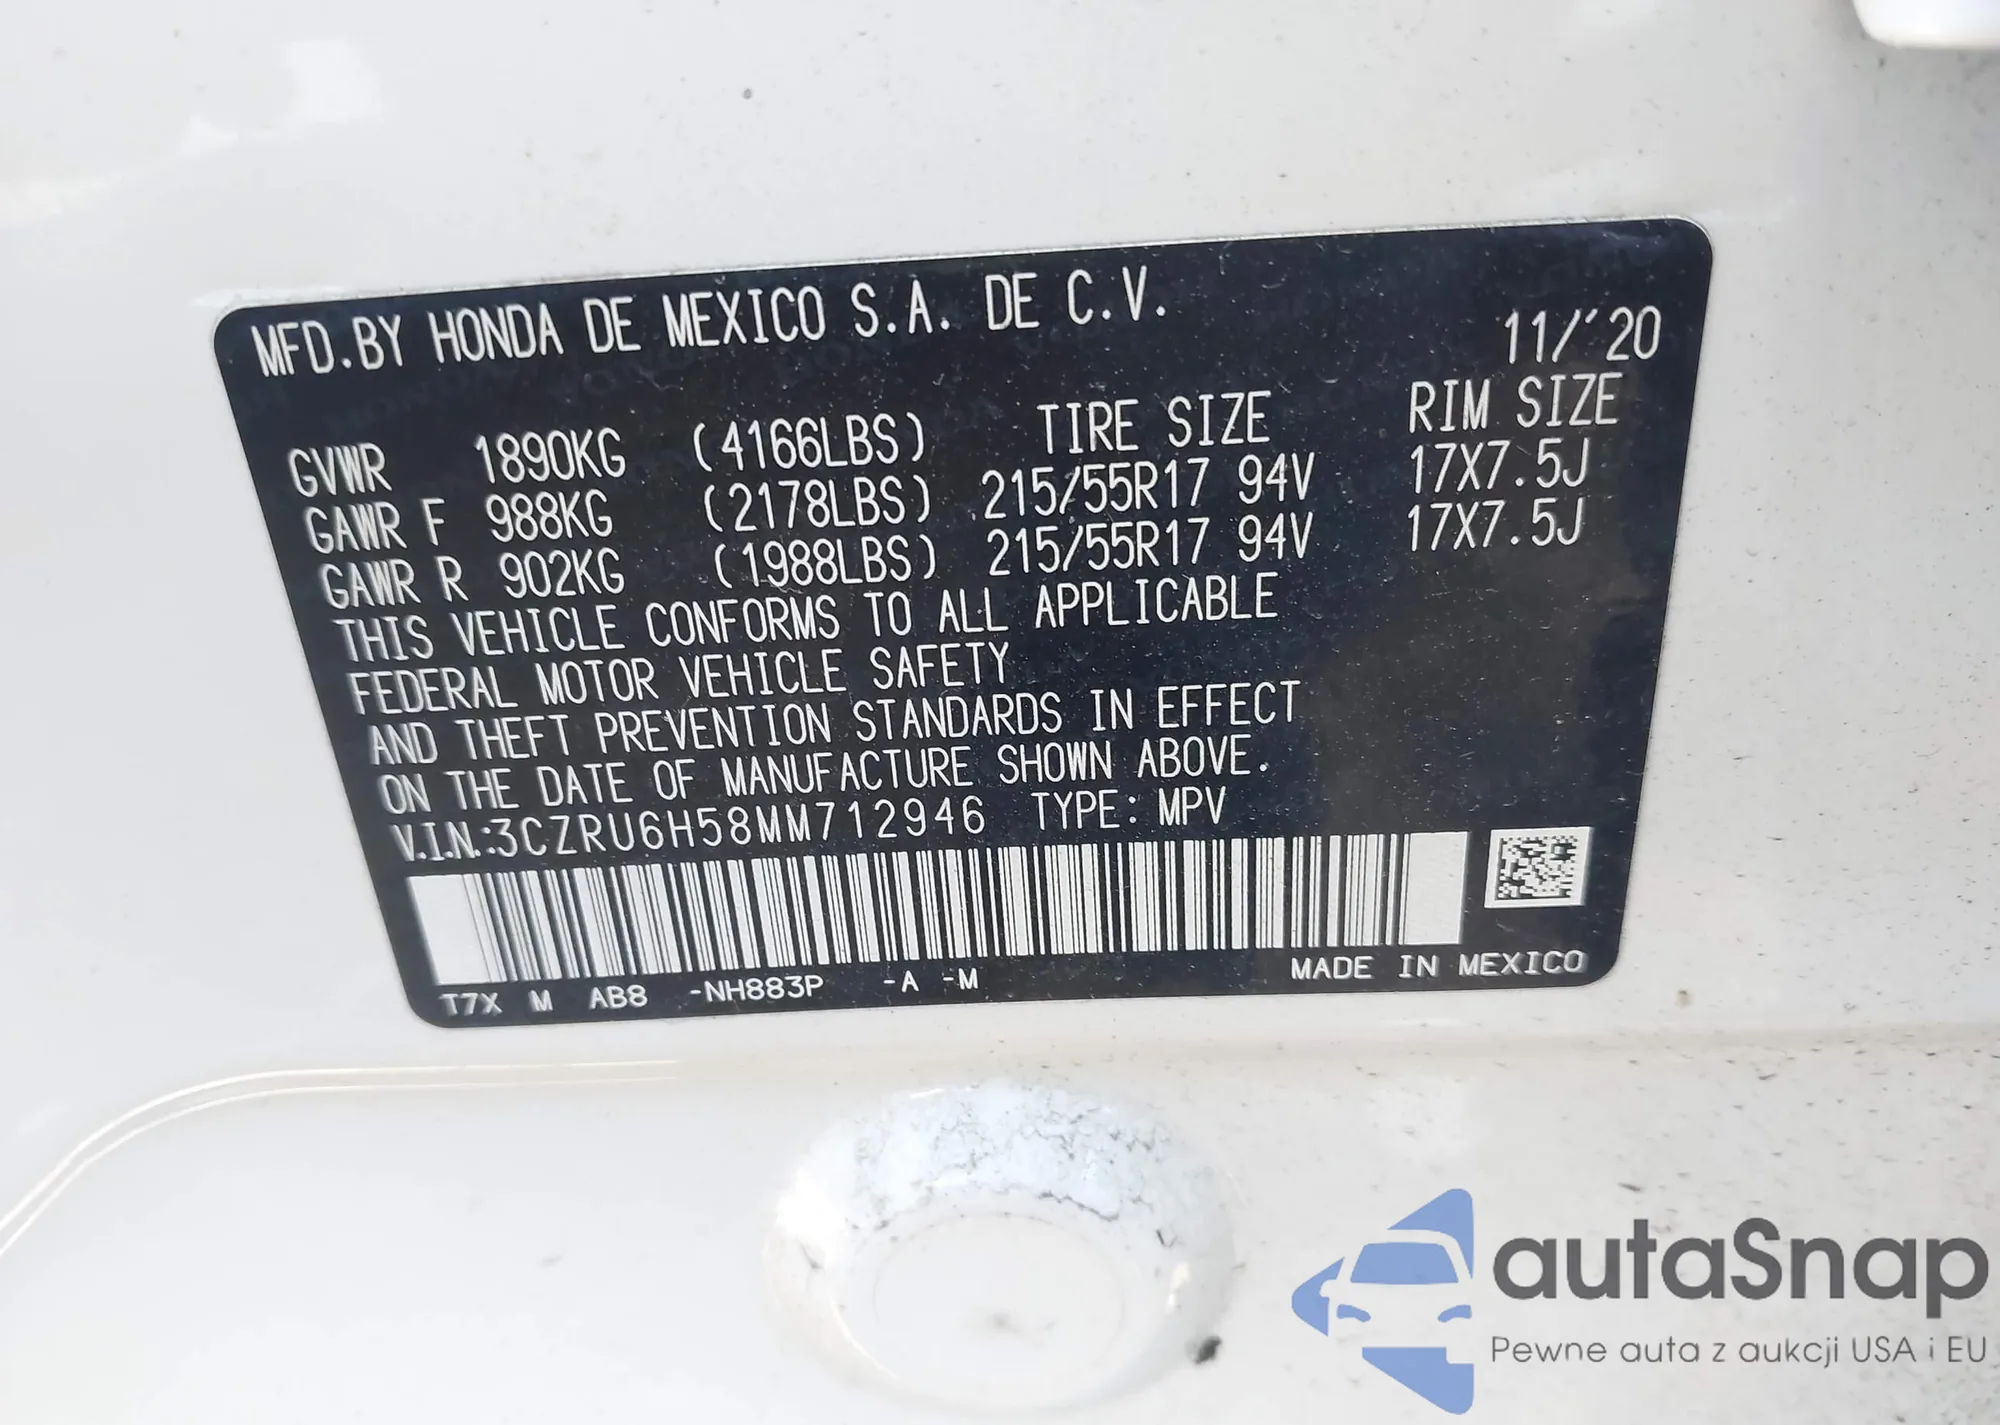 MFD.BY HONDA DE MEXICO S.A. DE C.V.
11/'20
GVWR 1890KG (4166LBS) TIRE SIZE RIM SIZE
GAWR F 988KG (2178LBS) 215/55R17 94V 17X7.5J
GAWR R 902KG (1988LBS) 215/55R17 94V 17X7.5J
THIS VEHICLE CONFORMS TO ALL APPLICABLE
FEDERAL MOTOR VEHICLE SAFETY
AND THEFT PREVENTION STANDARDS IN EFFECT
ON THE DATE OF MANUFACTURE SHOWN ABOVE.
V.I.N.:3CZRU6H58MM712946 TYPE: MPV
T7X M AB8 -NH883P -A -M MADE IN MEXICO
autaSnap
Pewne auta z aukcji USA i EU